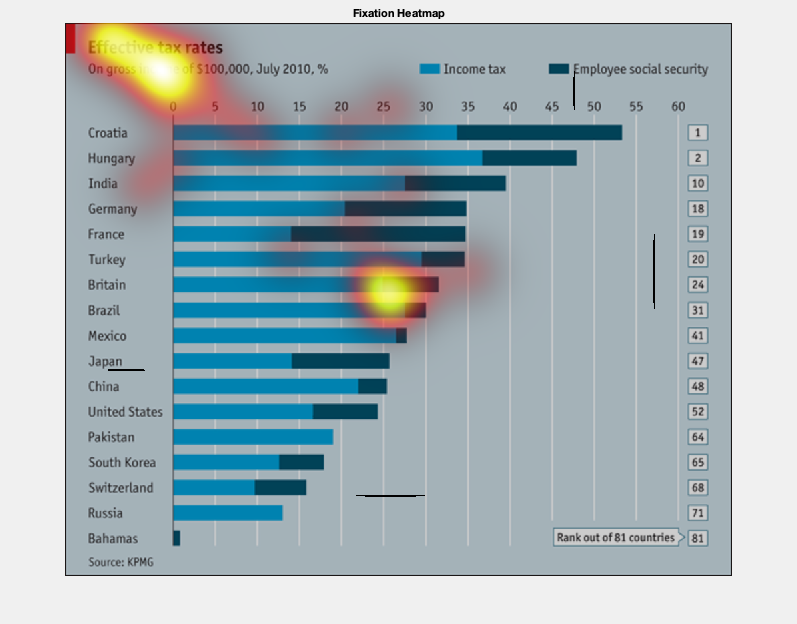 Fixation Heatmap
Effective tax rates
On gross of $100,000, July 2010, %
Income tax
Employee social security
0 5 10 15 20 25 30 35 40 45 50 55 60
Croatia 1
Hungary 2
India 10
Germany 18
France 19
Turkey 20
Britain 24
Brazil 31
Mexico 41
Japan 47
China 48
United States 52
Pakistan 64
South Korea 65
Switzerland 68
Russia 71
Bahamas Rank out of 81 countries 81
Source: KPMG